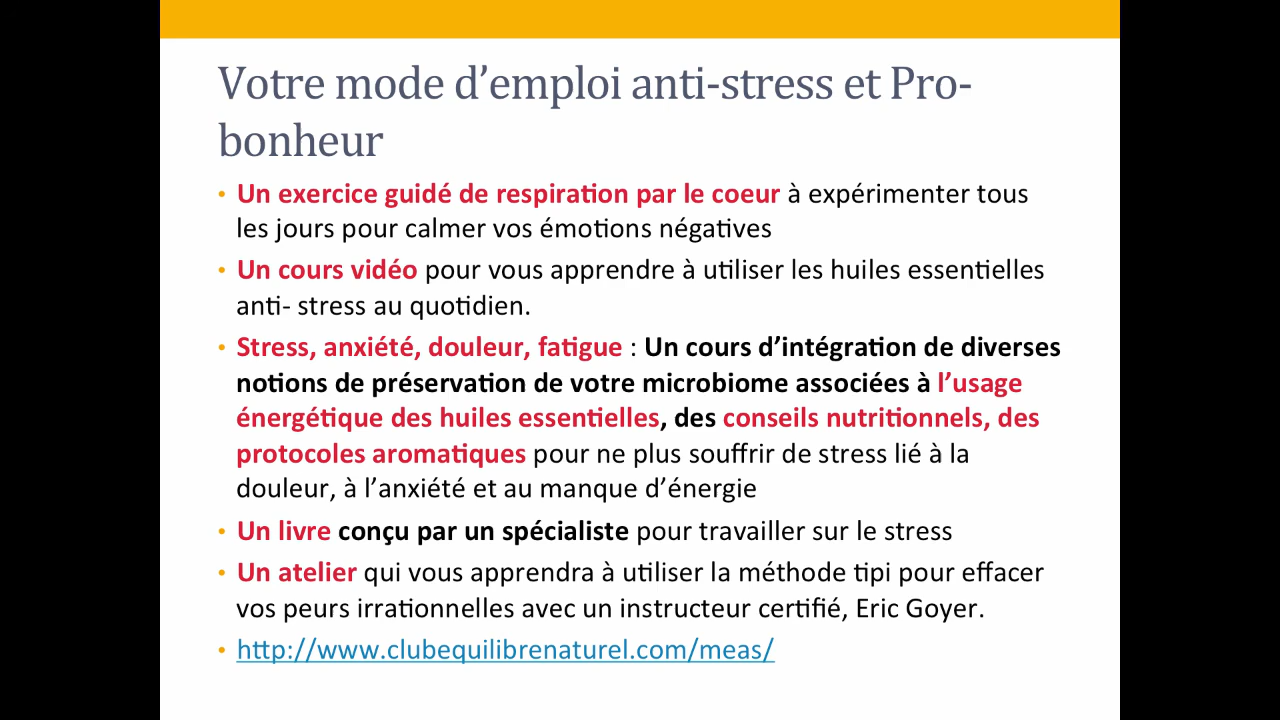 Votre mode d’emploi anti-stress et Pro-
bonheur
• Un exercice guidé de respiration par le coeur à expérimenter tous
les jours pour calmer vos émotions négatives
• Un cours vidéo pour vous apprendre à utiliser les huiles essentielles
anti- stress au quotidien.
• Stress, anxiété, douleur, fatigue : Un cours d’intégration de diverses
notions de préservation de votre microbiome associées à l’usage
énergétique des huiles essentielles, des conseils nutritionnels, des
protocoles aromatiques pour ne plus souffrir de stress lié à la
douleur, à l’anxiété et au manque d’énergie
• Un livre conçu par un spécialiste pour travailler sur le stress
• Un atelier qui vous apprendra à utiliser la méthode tipi pour effacer
vos peurs irrationnelles avec un instructeur certifié, Eric Goyer.
• http://www.clubequilibrenaturel.com/meas/